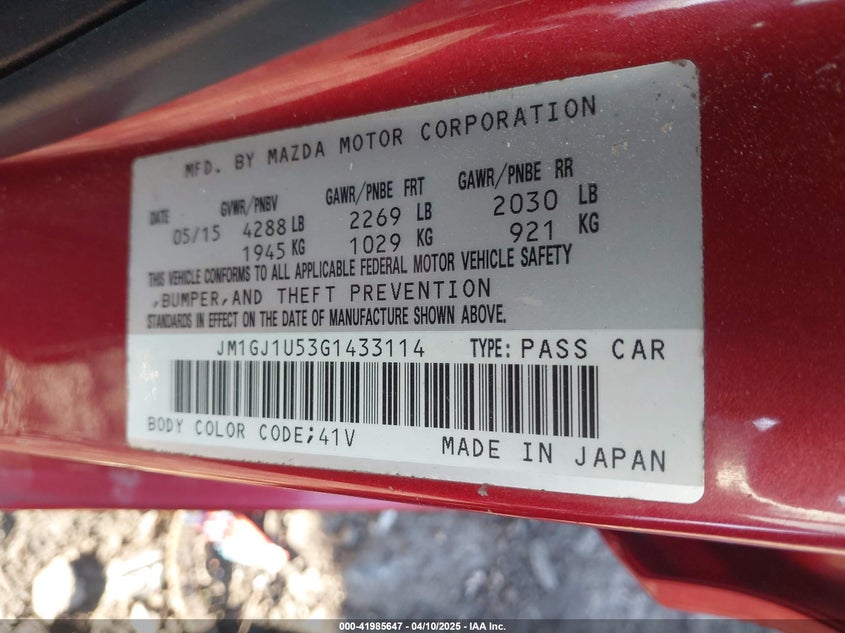 MFD. BY MAZDA MOTOR CORPORATION
DATE GVWR/PNBV GAWR/PNBE FRT GAWR/PNBE RR
05/15 4288 LB 2269 LB 2030 LB
1945 KG 1029 KG 921 KG
THIS VEHICLE CONFORMS TO ALL APPLICABLE FEDERAL MOTOR VEHICLE SAFETY
,BUMPER,AND THEFT PREVENTION
STANDARDS IN EFFECT ON THE DATE OF MANUFACTURE SHOWN ABOVE.
JM1GJ1U53G1433114 TYPE: PASS CAR
BODY COLOR CODE;41V MADE IN JAPAN
000-41985647 - 04/10/2025 - IAA Inc.